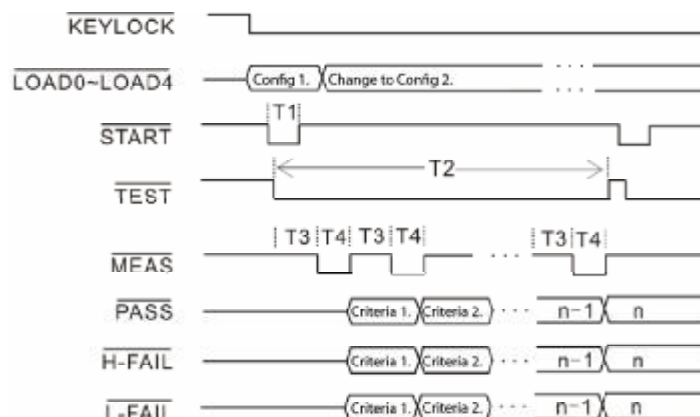 KEYLOCK
LOAD0~LOAD4 Config 1. Change to Config 2. ...
...
T1
START
T2
TEST
T3 T4 T3 T4 T3 T4
MEAS ...
PASS Criteria 1. Criteria 2. ... n-1 n
H-FAIL Criteria 1. Criteria 2. ... n-1 n
L-FAIL Criteria 1. Criteria 2. ... n-1 n